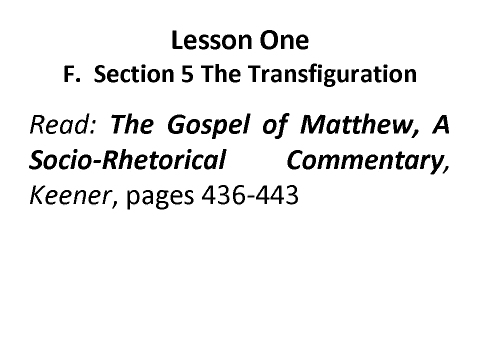 Lesson One
F. Section 5 The Transfiguration
Read: The Gospel of Matthew, A
Socio-Rhetorical Commentary,
Keener, pages 436-443